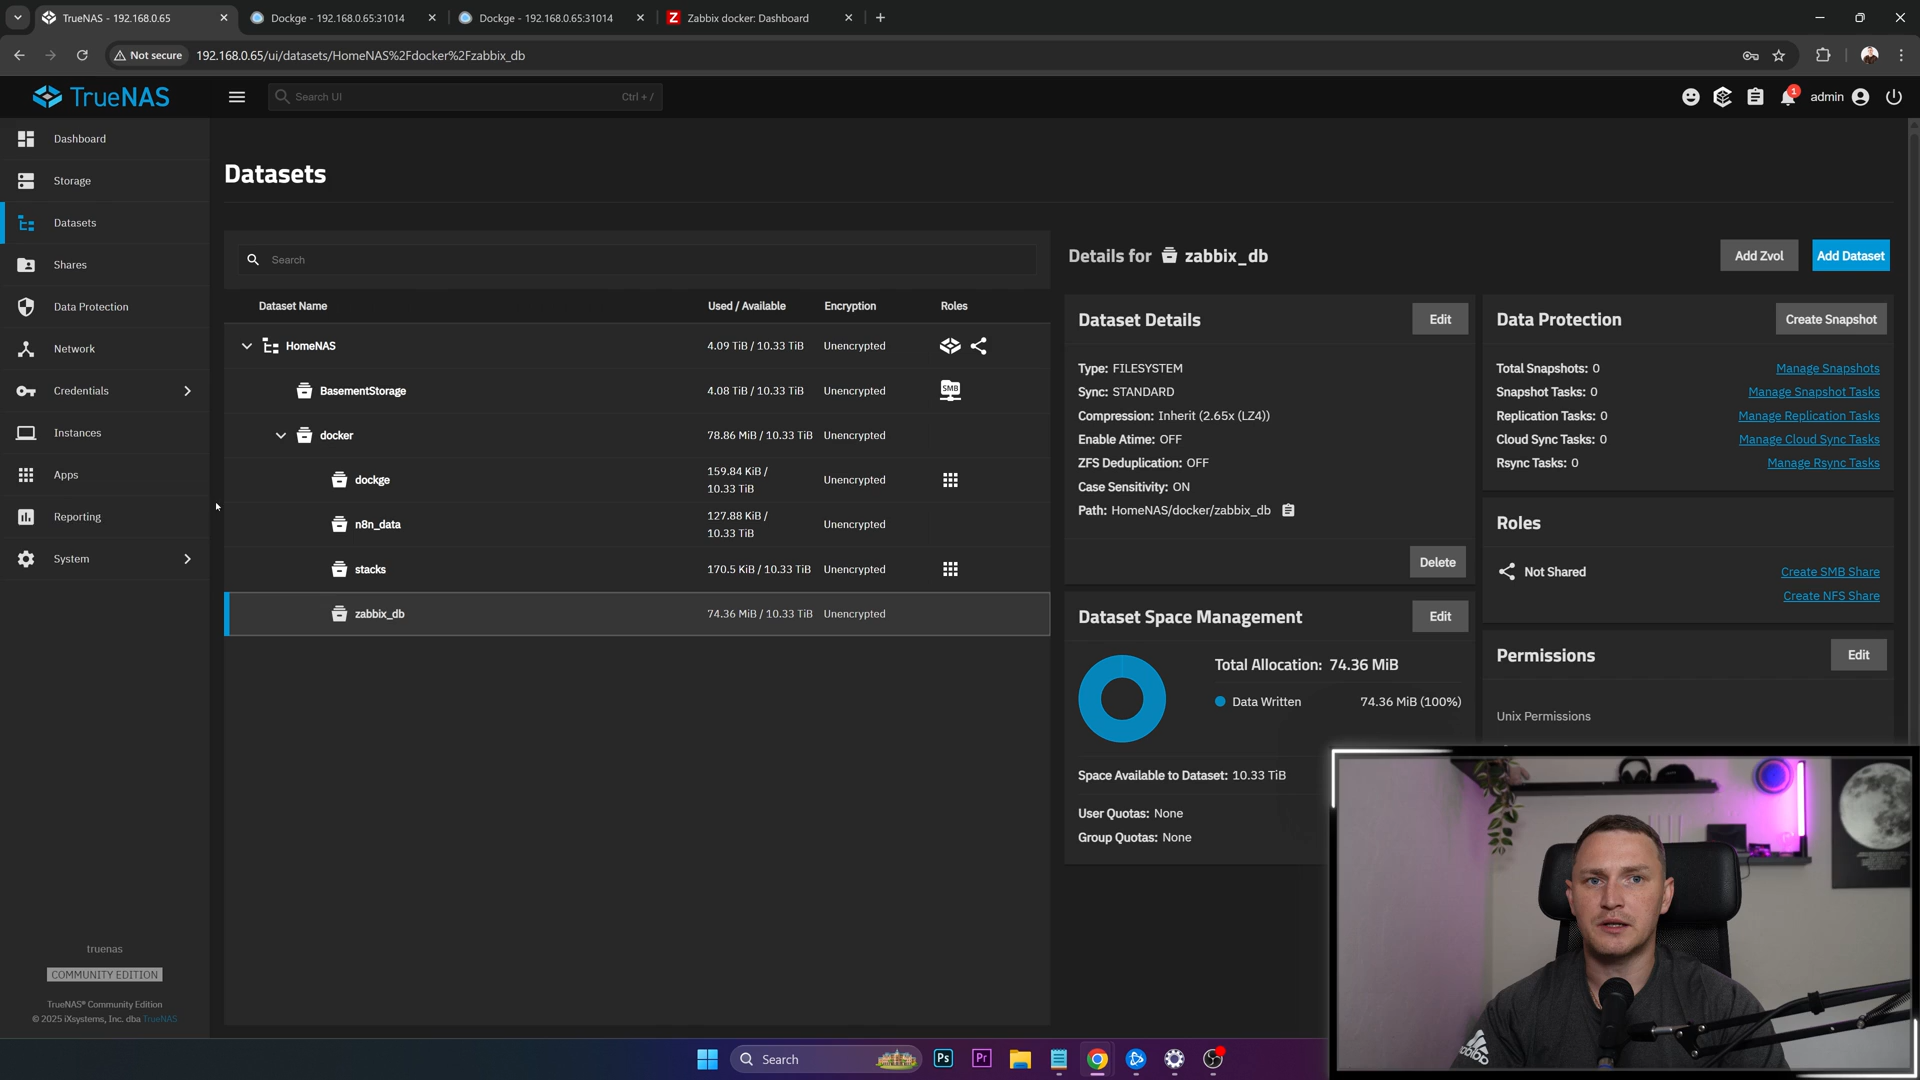 TrueNAS - 192.168.0.65
Dockge - 192.168.0.65:31014
Dockge - 192.168.0.65:31014
Z
Zabbix docker: Dashboard
Not secure
192.168.0.65/ui/datasets/HomeNAS%2Fdocker%2Fzabbix_db
TrueNAS
Search UI
Ctrl + /
1
admin
Dashboard
Storage
Datasets
Shares
Data Protection
Network
Credentials
Instances
Apps
Reporting
System
truenas
COMMUNITY EDITION
TrueNAS® Community Edition
© 2025 iXsystems, Inc. dba TrueNAS
Datasets
Search
Dataset Name Used / Available Encryption Roles
HomeNAS 4.09 TiB / 10.33 TiB Unencrypted
BasementStorage 4.08 TiB / 10.33 TiB Unencrypted SMB
docker 78.86 MiB / 10.33 TiB Unencrypted
dockge 159.84 KiB / 10.33 TiB Unencrypted
n8n_data 127.88 KiB / 10.33 TiB Unencrypted
stacks 170.5 KiB / 10.33 TiB Unencrypted
zabbix_db 74.36 MiB / 10.33 TiB Unencrypted
Details for zabbix_db
Add Zvol
Add Dataset
Dataset Details
Edit
Type: FILESYSTEM
Sync: STANDARD
Compression: Inherit (2.65x (LZ4))
Enable Atime: OFF
ZFS Deduplication: OFF
Case Sensitivity: ON
Path: HomeNAS/docker/zabbix_db
Delete
Dataset Space Management
Edit
Total Allocation: 74.36 MiB
Data Written 74.36 MiB (100%)
Space Available to Dataset: 10.33 TiB
User Quotas: None
Group Quotas: None
Data Protection
Create Snapshot
Total Snapshots: 0 Manage Snapshots
Snapshot Tasks: 0 Manage Snapshot Tasks
Replication Tasks: 0 Manage Replication Tasks
Cloud Sync Tasks: 0 Manage Cloud Sync Tasks
Rsync Tasks: 0 Manage Rsync Tasks
Roles
Not Shared
Create SMB Share
Create NFS Share
Permissions
Edit
Unix Permissions
adidas
Search
Ps
Pr